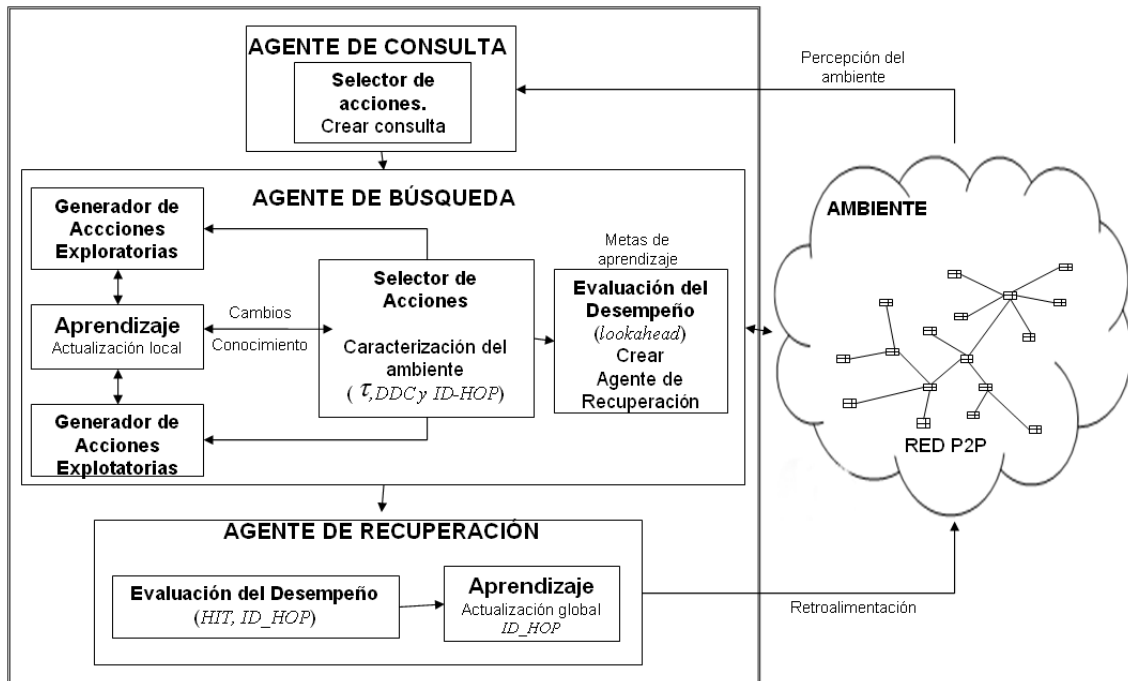 AGENTE DE CONSULTA
Selector de
acciones.
Crear consulta
Percepción del
ambiente
AGENTE DE BÚSQUEDA
Generador de
Accciones
Exploratorias
Aprendizaje
Actualización local
Generador de
Acciones
Explotatorias
Cambios
Conocimiento
Selector de
Acciones
Caracterización del
ambiente
( τ,DDC y ID-HOP)
Metas de
aprendizaje
Evaluación del
Desempeño
(lookahead)
Crear
Agente de
Recuperación
AMBIENTE
RED P2P
AGENTE DE RECUPERACIÓN
Evaluación del Desempeño
(HIT, ID_HOP)
Aprendizaje
Actualización global
ID_HOP
Retroalimentación